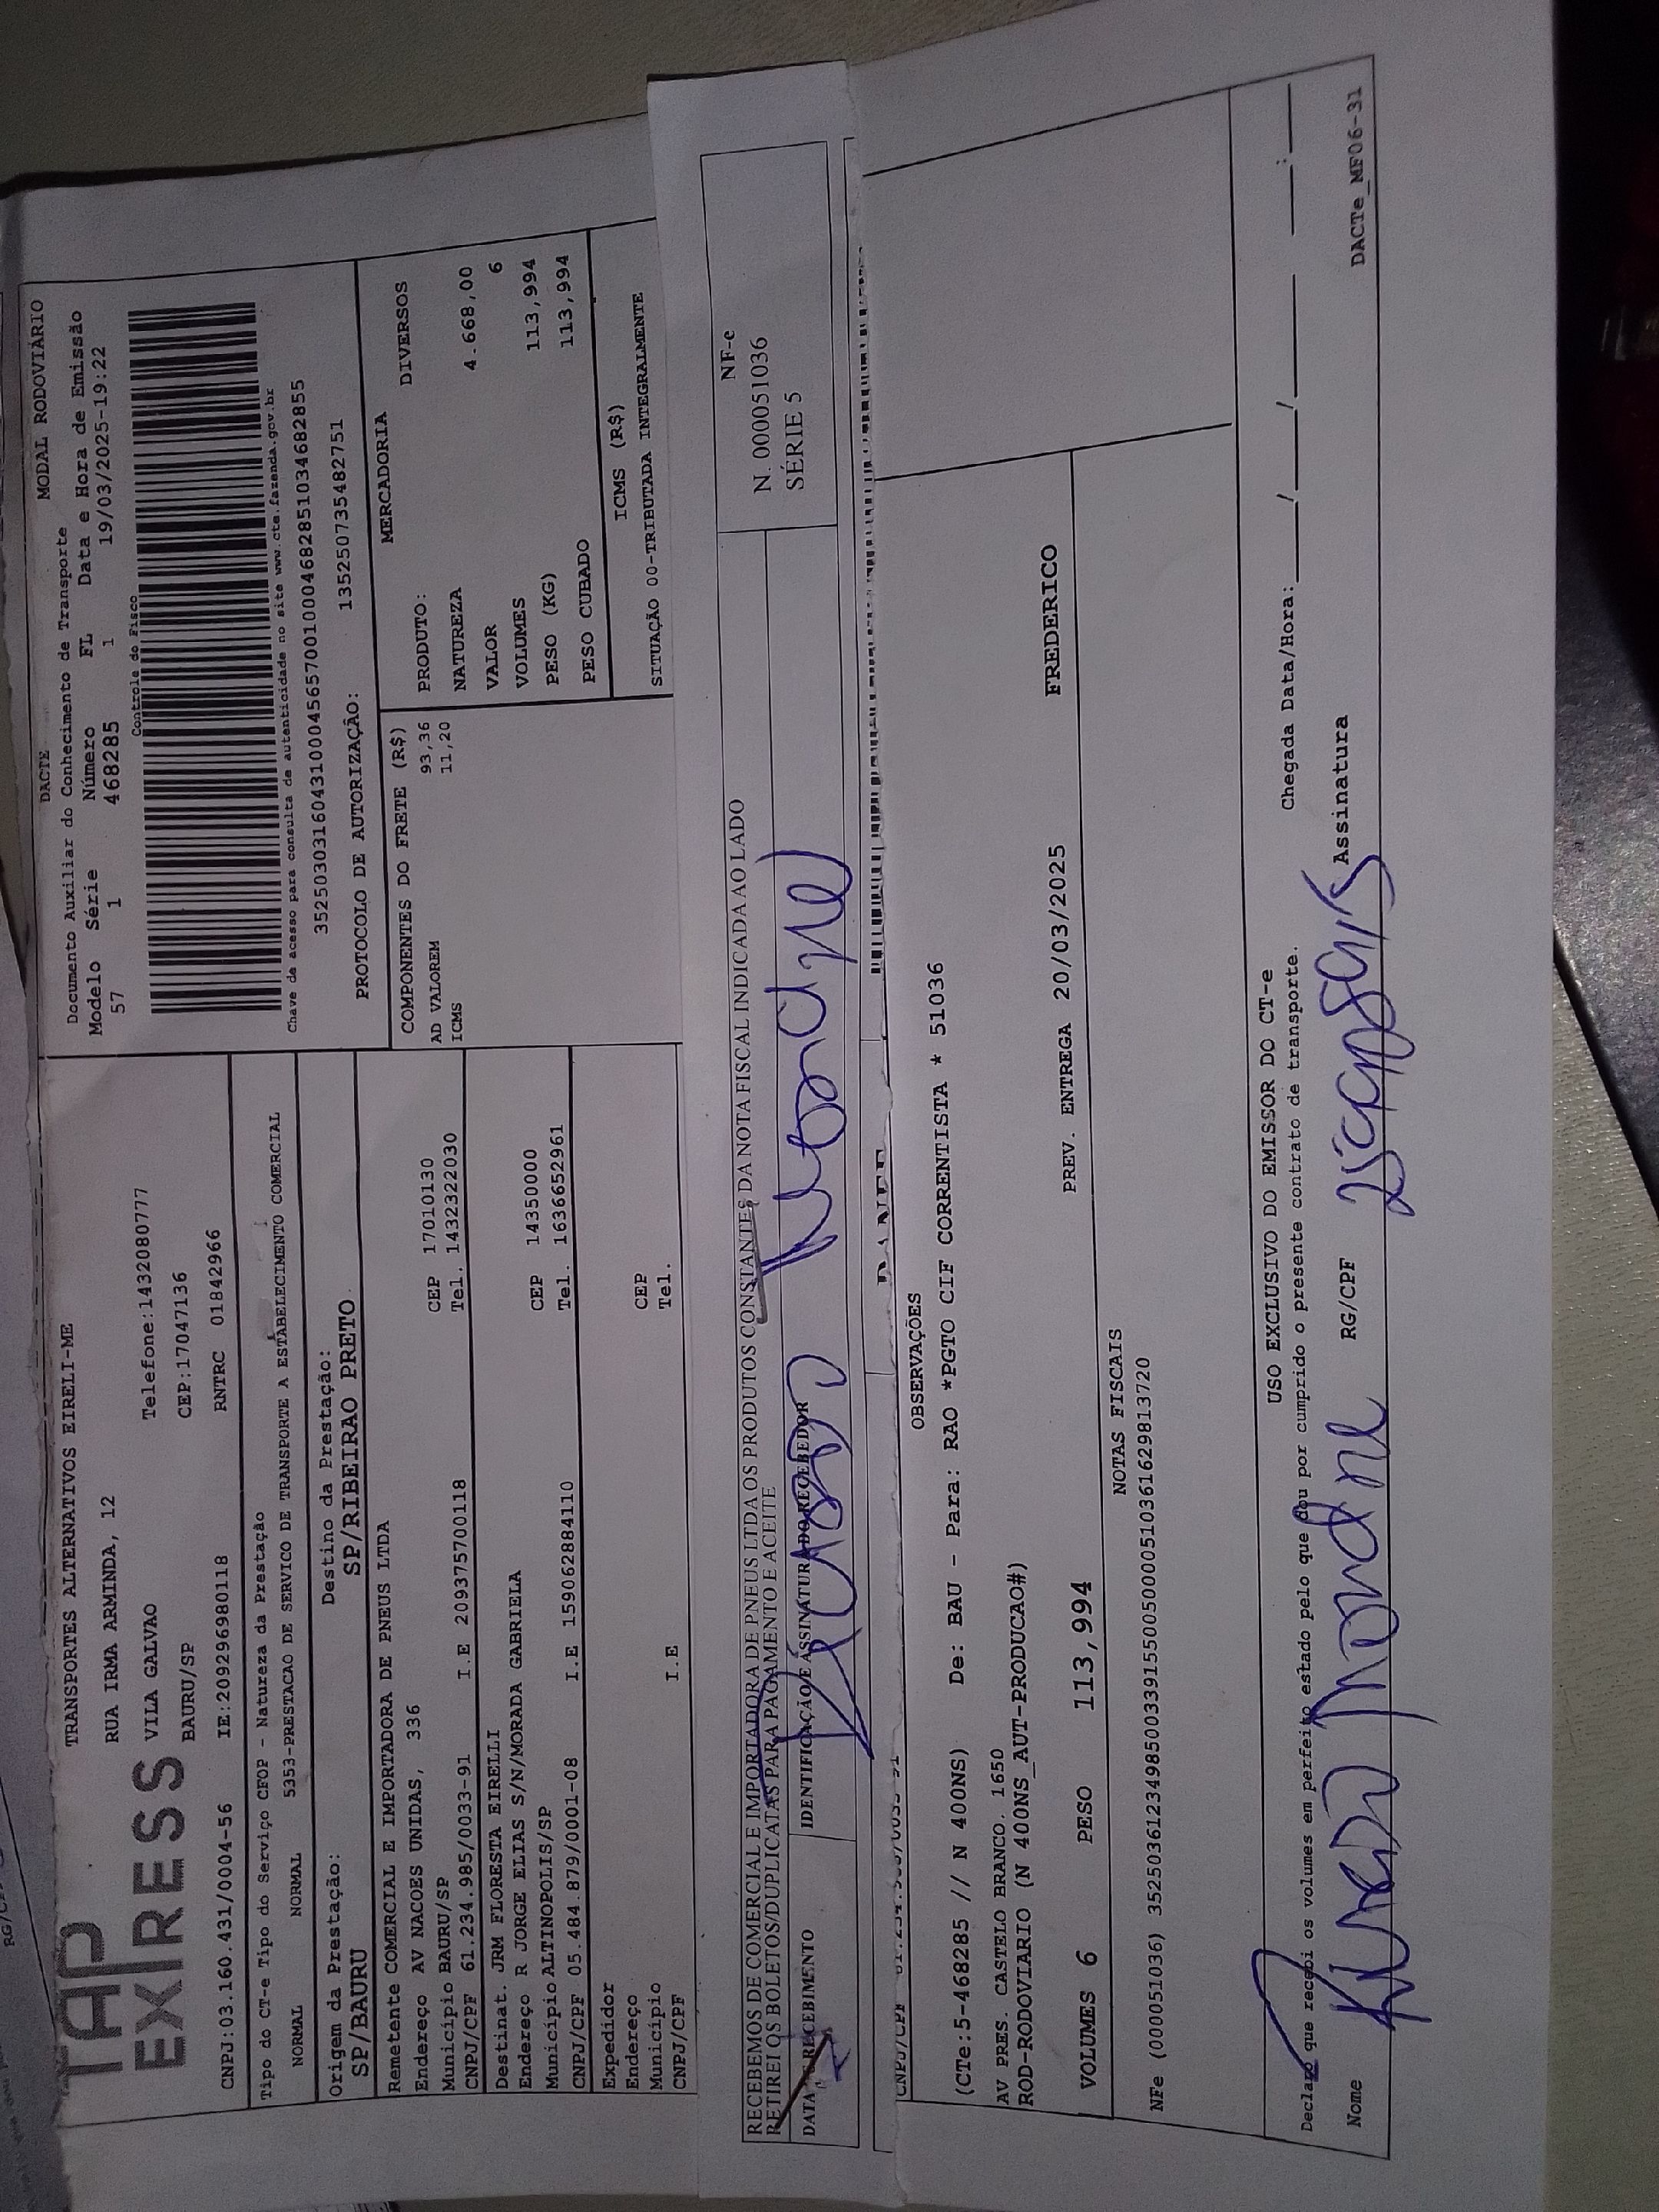 TAP
EXPRESS
TRANSPORTES ALTERNATIVOS EIRELI-ME
RUA IRMA ARMINDA, 12
VILA GALVAO Telefone:1432080777
BAURU/SP CEP:17047136
CNPJ:03.160.431/0004-56 IE:209296980118 RNTRC 01842966
DACTE MODAL RODOVIÁRIO
Documento Auxiliar do Conhecimento de Transporte
Modelo Série Número FL Data e Hora de Emissão
57 1 468285 1 19/03/2025-19:22
Controle do Fisco
Chave de acesso para consulta de autenticidade no site www.cte.fazenda.gov.br
35250303160431000456570010004682851034682855
PROTOCOLO DE AUTORIZAÇÃO: 135250735482751
Tipo do CT-e Tipo do Serviço CFOP - Natureza da Prestação
NORMAL NORMAL 5353-PRESTACAO DE SERVICO DE TRANSPORTE A ESTABELECIMENTO COMERCIAL
Origem da Prestação: Destino da Prestação:
SP/BAURU SP/RIBEIRAO PRETO
Remetente COMERCIAL E IMPORTADORA DE PNEUS LTDA
Endereço AV NACOES UNIDAS, 336 CEP 17010130
Município BAURU/SP Tel. 1432322030
CNPJ/CPF 61.234.985/0033-91 I.E 209375700118
Destinat. JRM FLORESTA EIRELLI
Endereço R JORGE ELIAS S/N/MORADA GABRIELA CEP 14350000
Município ALTINOPOLIS/SP Tel. 1636652961
CNPJ/CPF 05.484.879/0001-08 I.E 159062884110
Expedidor
Endereço CEP
Município Tel.
CNPJ/CPF I.E
COMPONENTES DO FRETE (R$)
AD VALOREM 93,36
ICMS 11,20
MERCADORIA
PRODUTO: DIVERSOS
NATUREZA
VALOR 4.668,00
VOLUMES 6
PESO (KG) 113,994
PESO CUBADO 113,994
ICMS (R$)
SITUAÇÃO 00-TRIBUTADA INTEGRALMENTE
RECEBEMOS DE COMERCIAL E IMPORTADORA DE PNEUS LTDA OS PRODUTOS CONSTANTES DA NOTA FISCAL INDICADA AO LADO
RETIREI OS BOLETOS/DUPLICATAS PARA PAGAMENTO E ACEITE
DATA DE RECEBIMENTO IDENTIFICAÇÃO E ASSINATURA DO RECEBEDOR
NF-e
N. 000051036
SÉRIE 5
OBSERVAÇÕES
(CTe:5-468285 // N 400NS) De: BAU - Para: RAO *PGTO CIF CORRENTISTA * 51036
AV PRES. CASTELO BRANCO. 1650
ROD-RODOVIARIO (N 400NS_AUT-PRODUCAO#)
VOLUMES 6 PESO 113,994 PREV. ENTREGA 20/03/2025 FREDERICO
NOTAS FISCAIS
NFe (000051036) 35250361234985003391550050000510361629813720
USO EXCLUSIVO DO EMISSOR DO CT-e
Declaro que recebi os volumes em perfeito estado pelo que dou por cumprido o presente contrato de transporte. Chegada Data/Hora: ___/___/___ ___:___
Nome RG/CPF Assinatura
DACTe_MF06-31